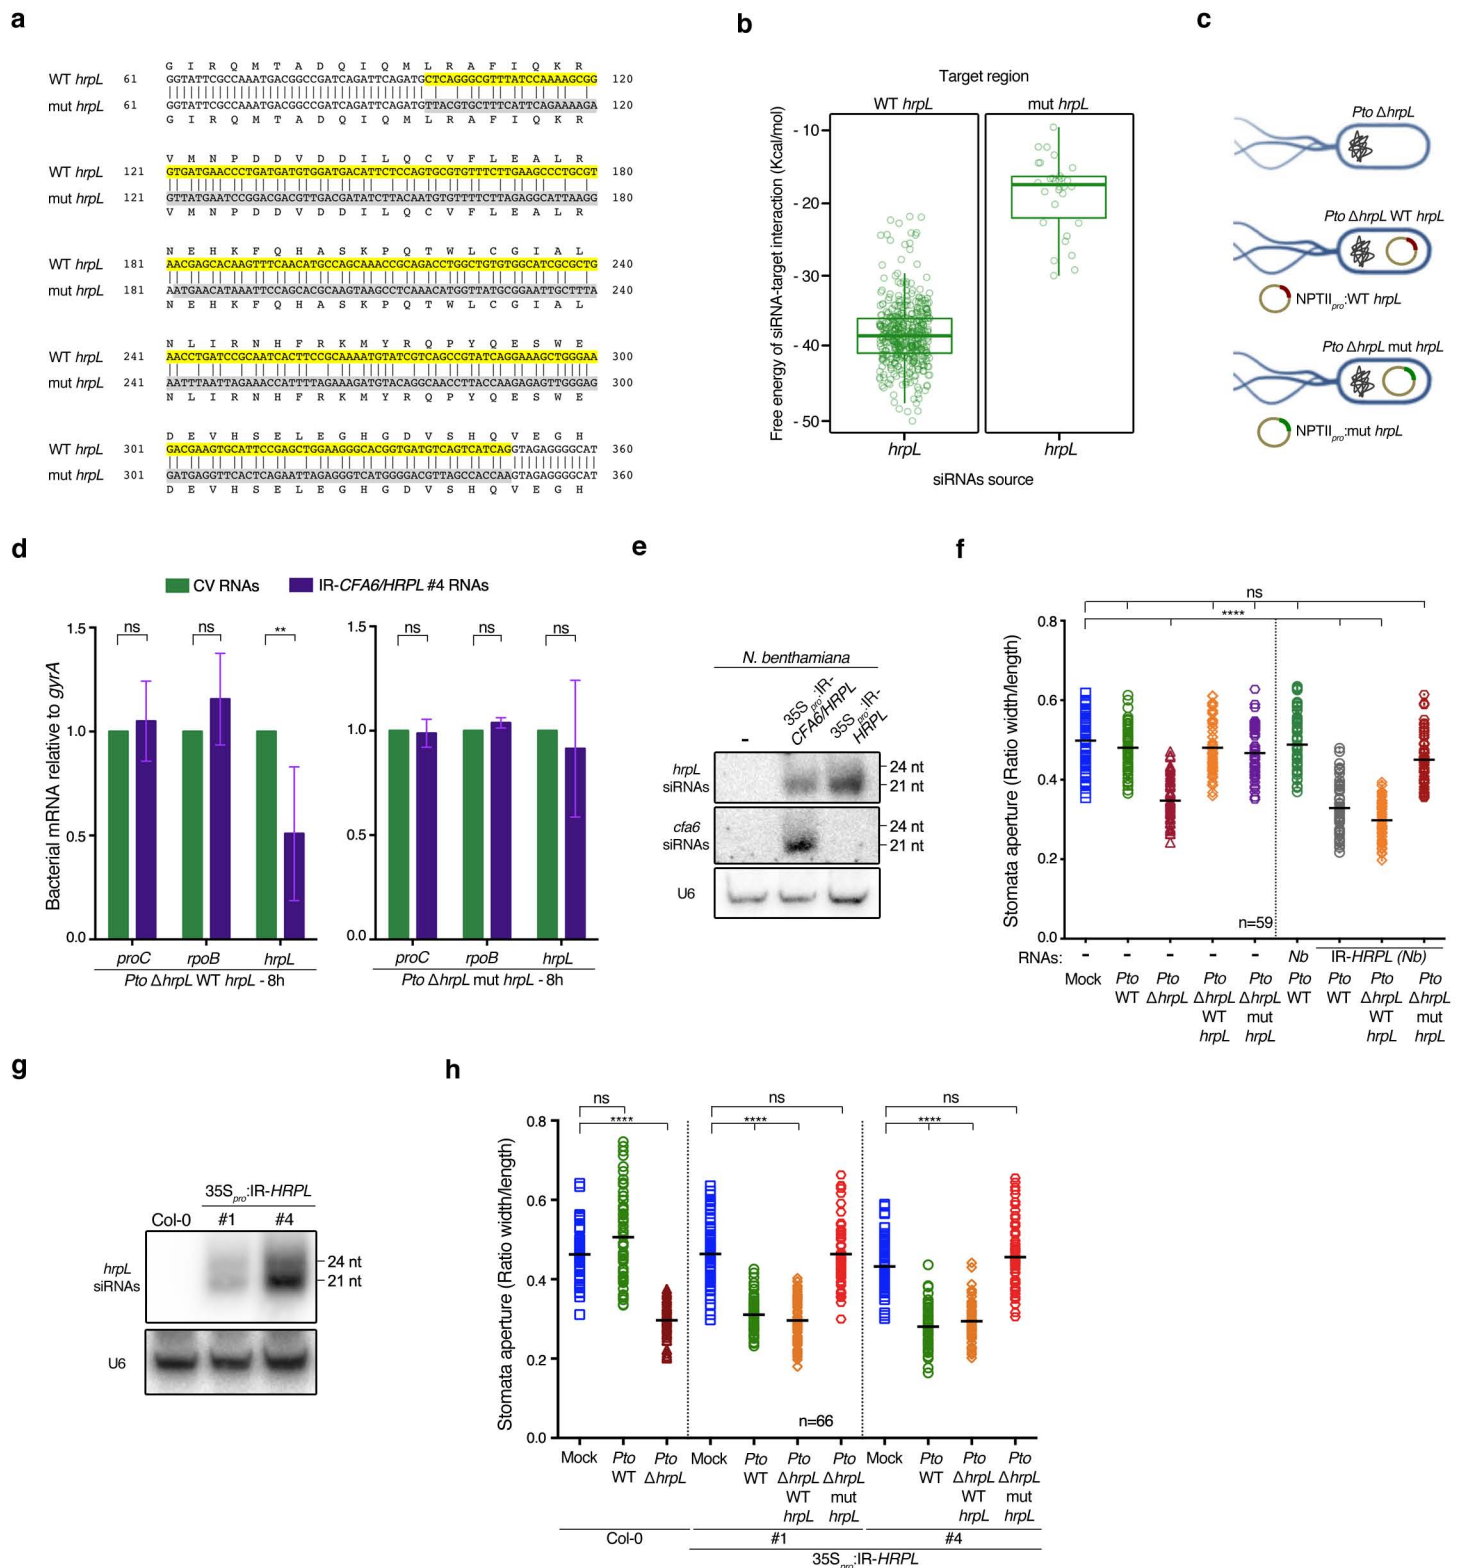 a
G I R Q M T A D Q I Q M L R A F I Q K R
WT hrpL 61 GGTATTCGCCAAATGACGGCCGATCAGATTCAGATGCTCAGGGCGTTTATCCAAAAGCGG 120
mut hrpL 61 GGTATTCGCCAAATGACGGCCGATCAGATTCAGATGTTACGTGCTTTCATTCAGAAAAGA 120
G I R Q M T A D Q I Q M L R A F I Q K R
V M N P D D V D D I L Q C V F L E A L R
WT hrpL 121 GTGATGAACCCTGATGATGTGGATGACATTCTCCAGTGCGTGTTTCTTGAAGCCCTGCGT 180
mut hrpL 121 GTTATGAATCCGGACGACGTTGACGATATCTTACAATGTGTTTTCTTAGAGGCATTAAGG 180
V M N P D D V D D I L Q C V F L E A L R
N E H K F Q H A S K P Q T W L C G I A L
WT hrpL 181 AACGAGCACAAGTTTCAACATGCCAGCAAACCGCAGACCTGGCTGTGTGGCATCGCGCTG 240
mut hrpL 181 AATGAACATAAATTCCAGCACGCAAGTAAGCCTCAAACATGGTTATGCGGAATTGCTTTA 240
N E H K F Q H A S K P Q T W L C G I A L
N L I R N H F R K M Y R Q P Y Q E S W E
WT hrpL 241 AACCTGATCCGCAATCACTTCCGCAAAATGTATCGTCAGCCGTATCAGGAAAGCTGGGAA 300
mut hrpL 241 AATTTAATTAGAAACCATTTTAGAAAGATGTACAGGCAACCTTACCAAGAGAGTTGGGAG 300
N L I R N H F R K M Y R Q P Y Q E S W E
D E V H S E L E G H G D V S H Q V E G H
WT hrpL 301 GACGAAGTGCATTCCGAGCTGGAAGGGCACGGTGATGTCAGTCATCAGGTAGAGGGGCAT 360
mut hrpL 301 GATGAGGTTCACTCAGAATTAGAGGGTCATGGGGACGTTAGCCACCAAGTAGAGGGGCAT 360
D E V H S E L E G H G D V S H Q V E G H
b
Target region
WT hrpL mut hrpL
Free energy of siRNA-target interaction (Kcal/mol)
- 10
- 20
- 30
- 40
- 50
hrpL hrpL
siRNAs source
c
Pto ΔhrpL
Pto ΔhrpL WT hrpL
NPTIIpro:WT hrpL
Pto ΔhrpL mut hrpL
NPTIIpro:mut hrpL
d
CV RNAs IR-CFA6/HRPL #4 RNAs
Bacterial mRNA relative to gyrA
1.5
1.0
0.5
0.0
ns ns **
proC rpoB hrpL
Pto ΔhrpL WT hrpL - 8h
1.5
1.0
0.5
0.0
ns ns ns
proC rpoB hrpL
Pto ΔhrpL mut hrpL - 8h
e
N. benthamiana
-
35Spro:IR-
CFA6/HRPL
35Spro:IR-
HRPL
hrpL
siRNAs
24 nt
21 nt
cfa6
siRNAs
24 nt
21 nt
U6
f
ns
****
Stomata aperture (Ratio width/length)
0.8
0.6
0.4
0.2
0.0
n=59
RNAs: - - - - - Nb IR-HRPL (Nb)
Mock Pto Pto Pto Pto Pto Pto Pto Pto
WT ΔhrpL ΔhrpL ΔhrpL WT WT ΔhrpL ΔhrpL
WT mut WT mut
hrpL hrpL hrpL hrpL
g
35Spro:IR-HRPL
Col-0 #1 #4
hrpL
siRNAs
24 nt
21 nt
U6
h
ns ns ns
**** **** ****
Stomata aperture (Ratio width/length)
0.8
0.6
0.4
0.2
0.0
n=66
Mock Pto Pto Mock Pto Pto Pto Mock Pto Pto Pto
WT ΔhrpL WT ΔhrpL ΔhrpL WT ΔhrpL ΔhrpL
WT mut WT mut
hrpL hrpL hrpL hrpL
Col-0 #1 #4
35Spro:IR-HRPL